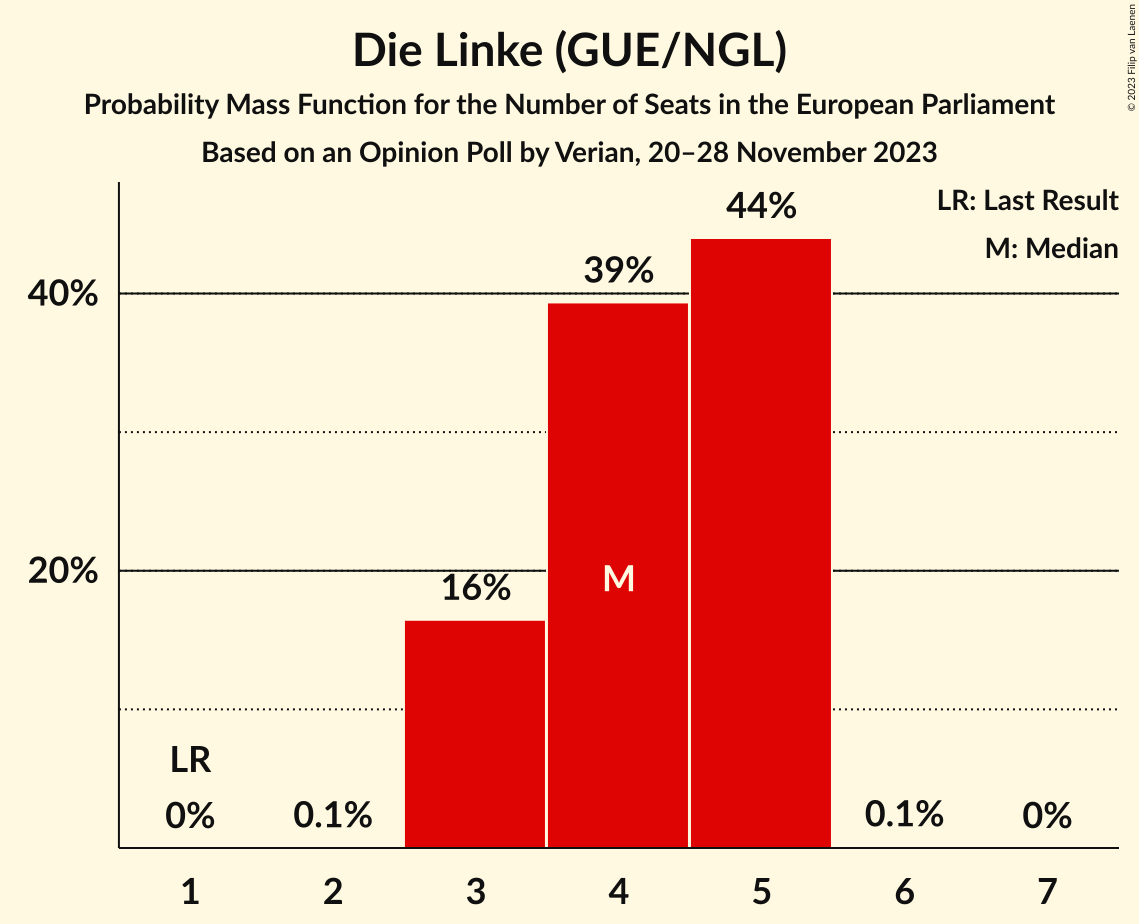 Die Linke (GUE/NGL)
Probability Mass Function for the Number of Seats in the European Parliament
Based on an Opinion Poll by Verian, 20–28 November 2023
© 2023 Filip van Laenen
LR: Last Result
M: Median
44%
39%
40%
20%
16%
M
LR
0%
0.1%
0.1%
0%
1
2
3
4
5
6
7